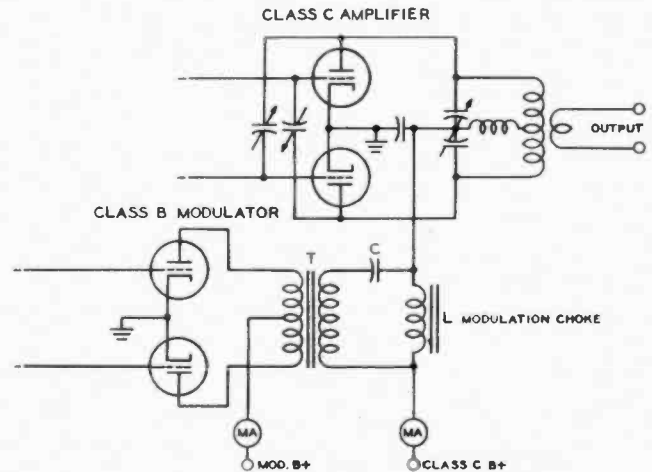 CLASS C AMPLIFIER
OUTPUT
CLASS B MODULATOR
T
C
L MODULATION CHOKE
MA
MA
MOD. B+
CLASS C B+